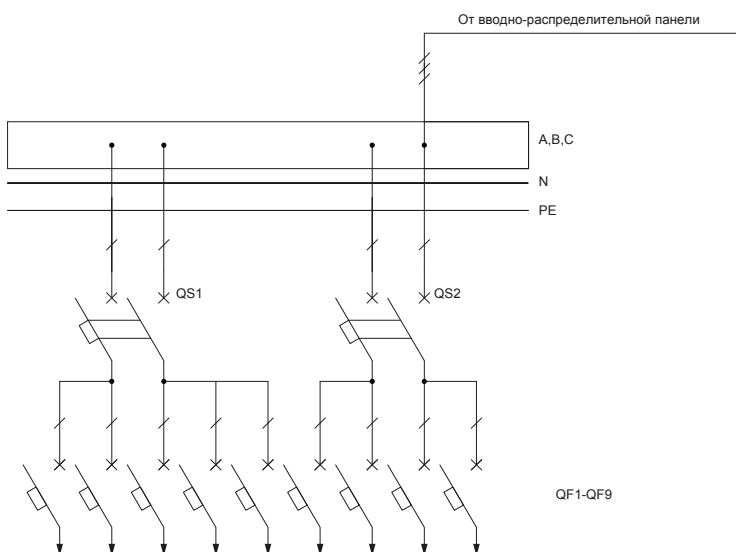 От вводно-распределительной панели
A,B,C
N
PE
QS1
QS2
QF1-QF9